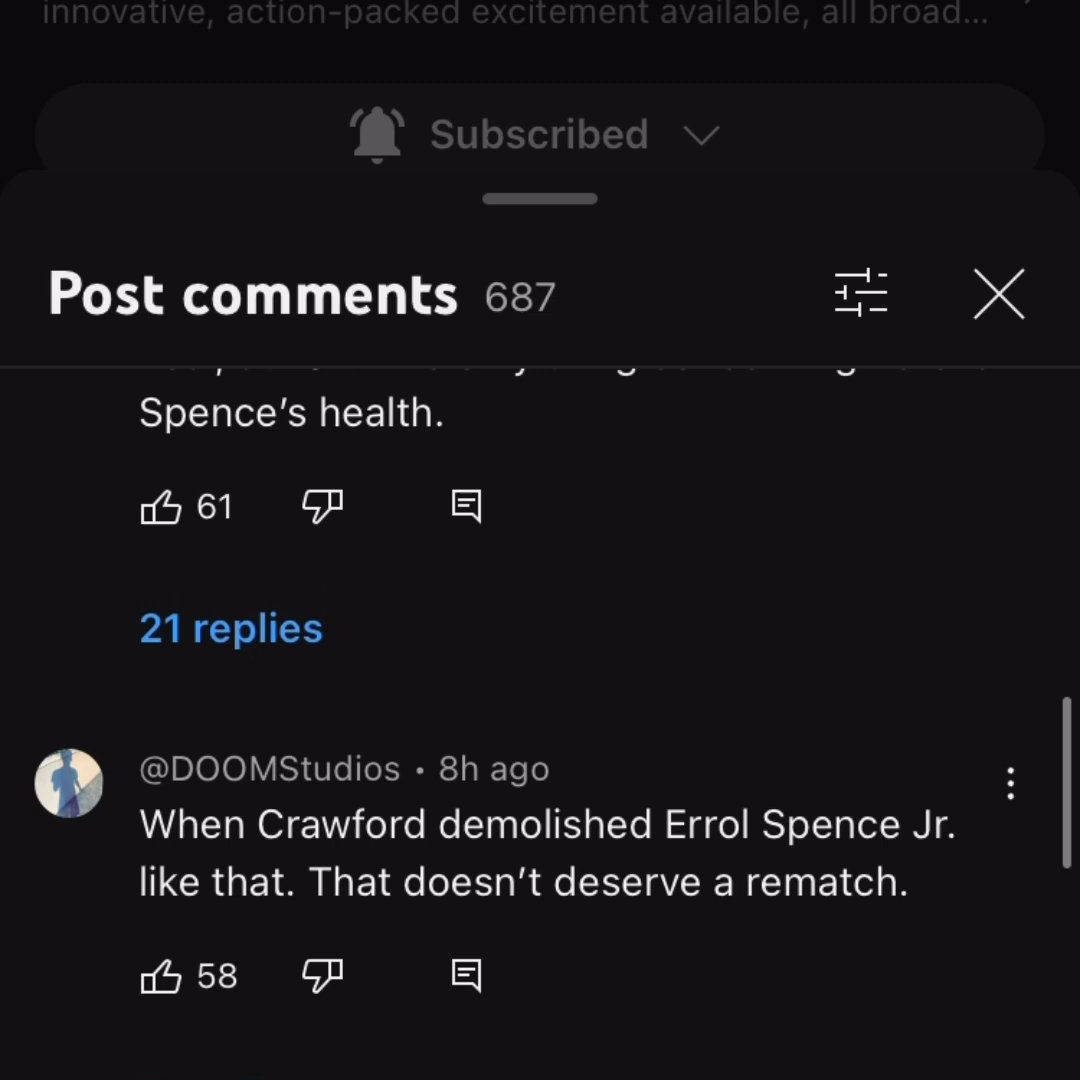 innovative, action-packed excitement available, all broad...
Subscribed
Post comments 687
Spence's health.
61
21 replies
@DOOMStudios • 8h ago
When Crawford demolished Errol Spence Jr.
like that. That doesn't deserve a rematch.
58